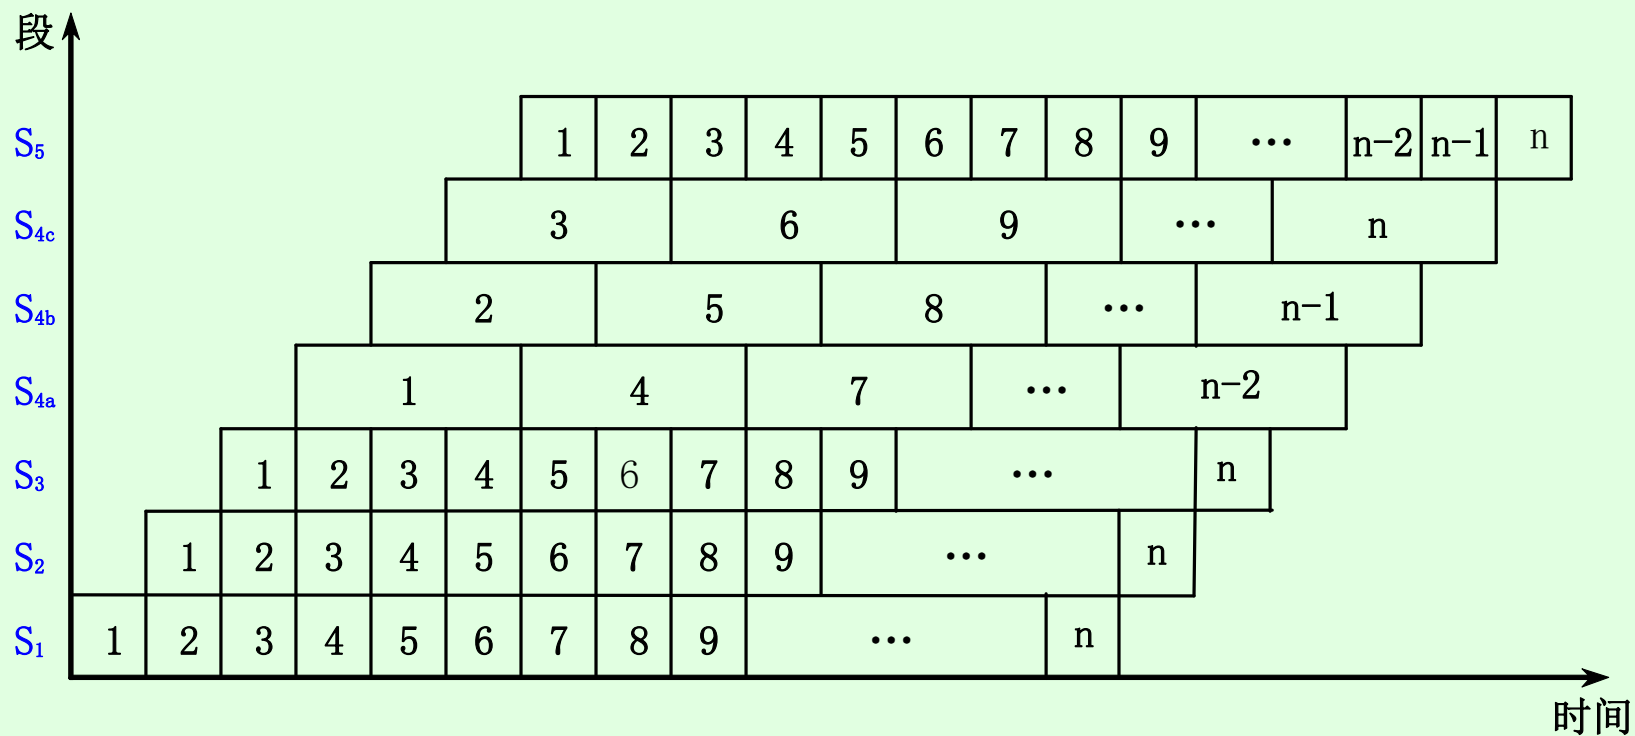 段
S₅ 1 2 3 4 5 6 7 8 9 ··· n-2 n-1 n
S₄c 3 6 9 ··· n
S₄b 2 5 8 ··· n-1
S₄a 1 4 7 ··· n-2
S₃ 1 2 3 4 5 6 7 8 9 ··· n
S₂ 1 2 3 4 5 6 7 8 9 ··· n
S₁ 1 2 3 4 5 6 7 8 9 ··· n
时间